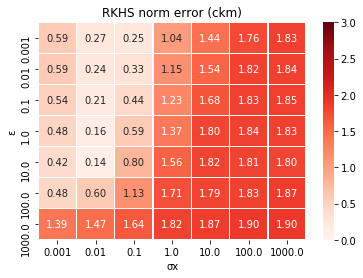 RKHS norm error (ckm)
0.001 0.59 0.27 0.25 1.04 1.44 1.76 1.83
0.01 0.59 0.24 0.33 1.15 1.54 1.82 1.84
0.1 0.54 0.21 0.44 1.23 1.68 1.83 1.85
1.0 0.48 0.16 0.59 1.37 1.80 1.84 1.83
10.0 0.42 0.14 0.80 1.56 1.82 1.81 1.80
100.0 0.48 0.60 1.13 1.71 1.79 1.83 1.87
1000.0 1.39 1.47 1.64 1.82 1.87 1.90 1.90
0.001 0.01 0.1 1.0 10.0 100.0 1000.0
σx
ε
3.0
2.5
2.0
1.5
1.0
0.5
0.0